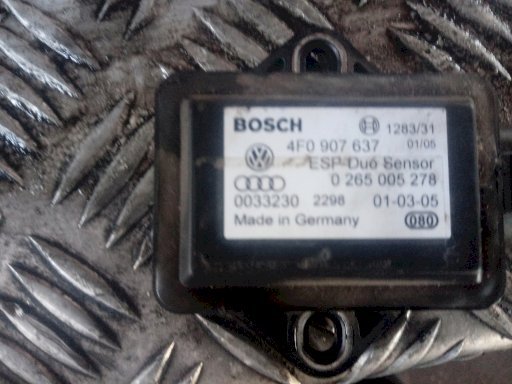 BOSCH 1283/31
4F0 907 637 01/05
ESP Duo Sensor
0 265 005 278
0033230 2298 01-03-05
Made in Germany 080